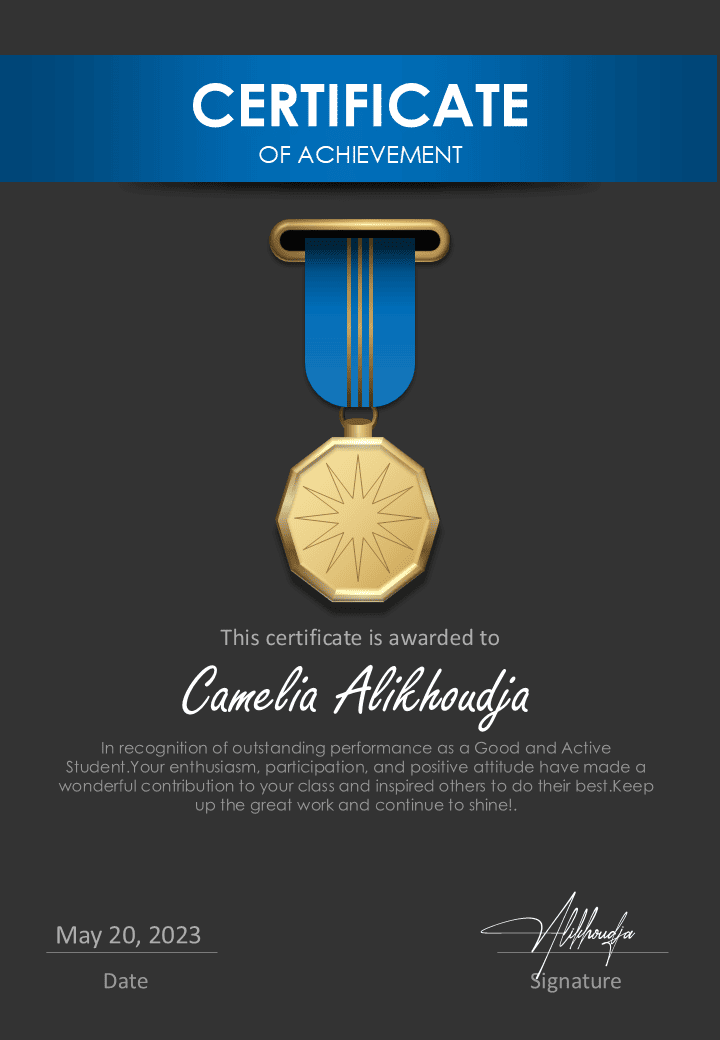 CERTIFICATE
OF ACHIEVEMENT
This certificate is awarded to
Camelia Alikhoudja
In recognition of outstanding performance as a Good and Active
Student.Your enthusiasm, participation, and positive attitude have made a
wonderful contribution to your class and inspired others to do their best.Keep
up the great work and continue to shine!.
May 20, 2023
Alikhoudja
Date
Signature